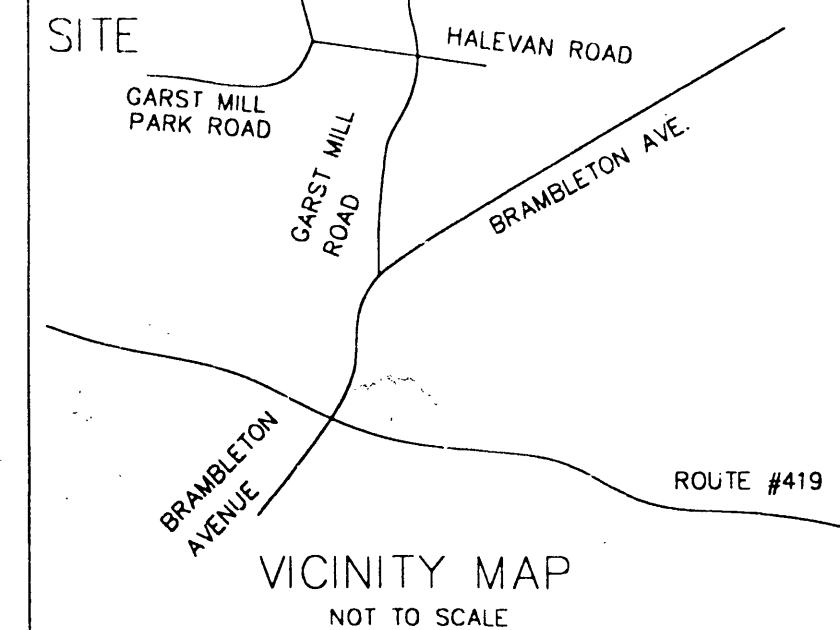 SITE
HALEVAN ROAD
GARST MILL
PARK ROAD
GARST MILL
ROAD
BRAMBLETON AVE.
BRAMBLETON
AVENUE
ROUTE #419
VICINITY MAP
NOT TO SCALE